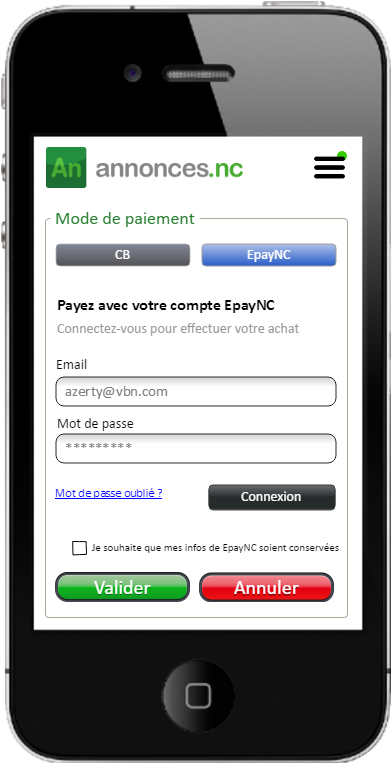 An annonces.nc
Mode de paiement
CB
EpayNC
Payez avec votre compte EpayNC
Connectez-vous pour effectuer votre achat
Email
azerty@vbn.com
Mot de passe
*********
Mot de passe oublié ?
Connexion
Je souhaite que mes infos de EpayNC soient conservées
Valider
Annuler